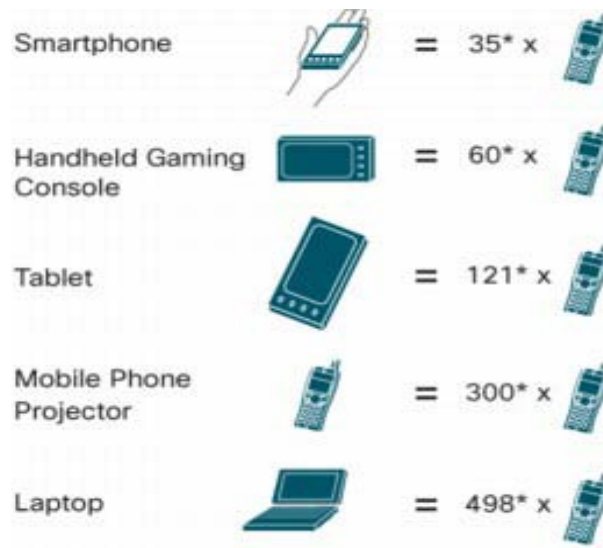 Smartphone = 35* x
Handheld Gaming = 60* x
Console
Tablet = 121* x
Mobile Phone
Projector = 300* x
Laptop = 498* x